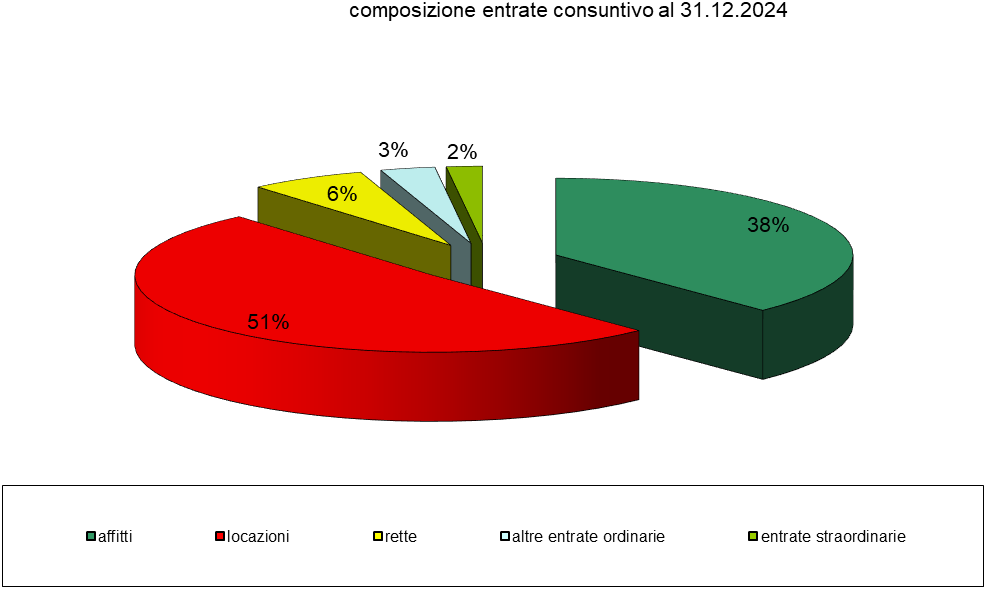 composizione entrate consuntivo al 31.12.2024
3%
2%
6%
38%
51%
affitti
locazioni
rette
altre entrate ordinarie
entrate straordinarie